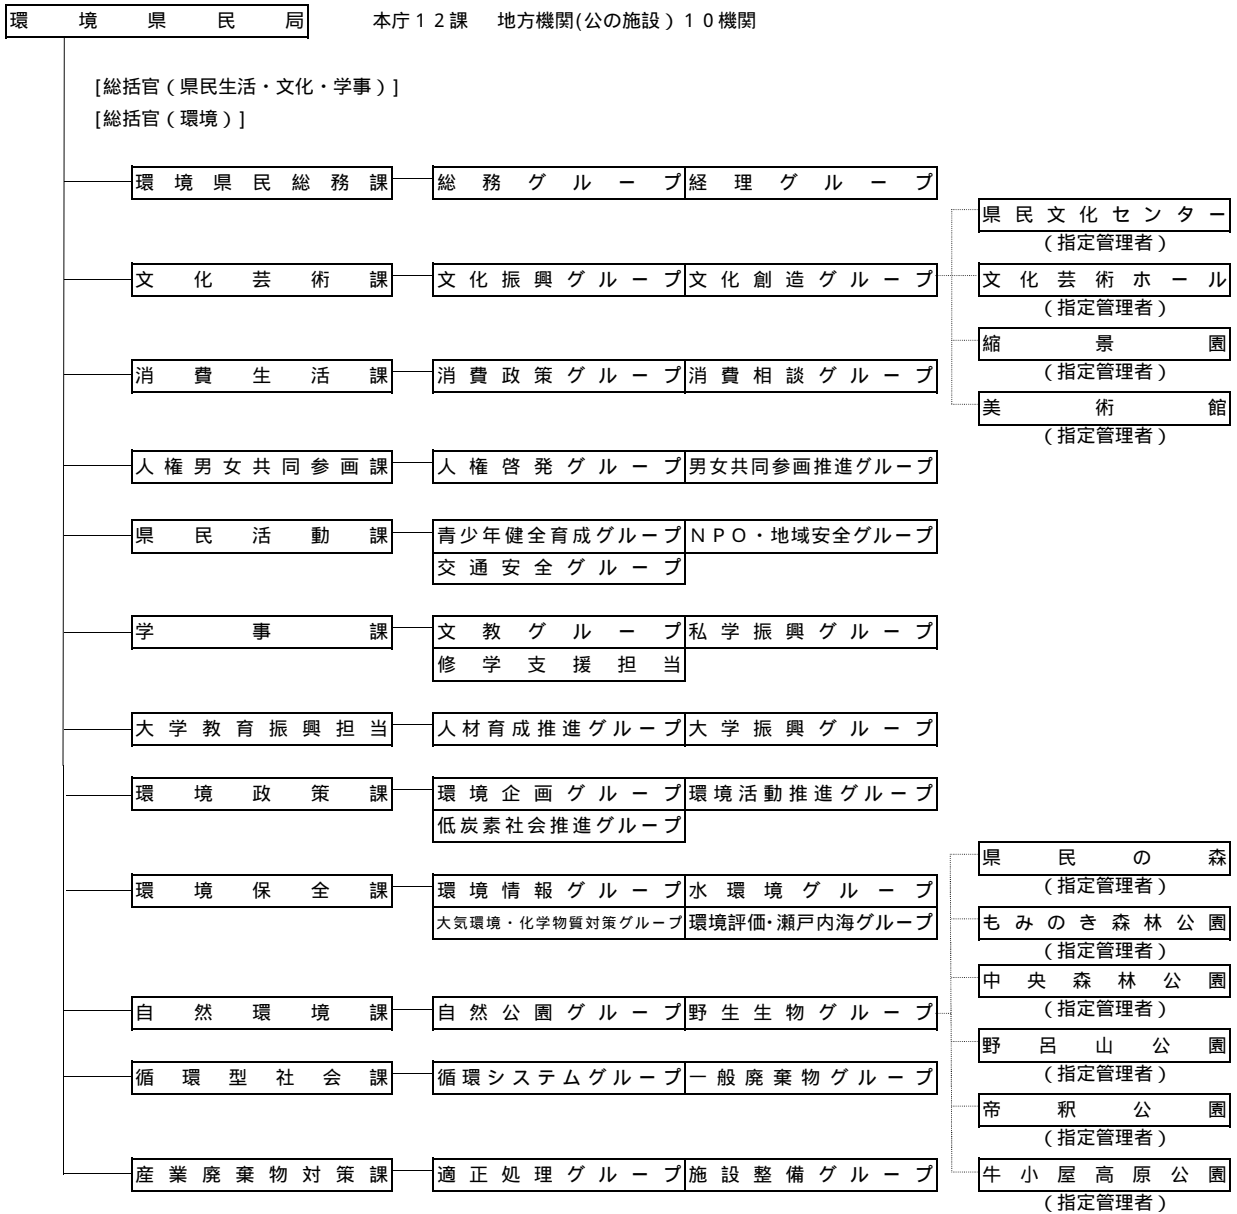 環境県民局 本庁１２課 地方機関(公の施設）１０機関
[総括官（県民生活・文化・学事）]
[総括官（環境）]
環境県民総務課 総務グループ 経理グループ
県民文化センター
（指定管理者）
文化芸術課 文化振興グループ 文化創造グループ 文化芸術ホール
（指定管理者）
縮景園
（指定管理者）
消費生活課 消費政策グループ 消費相談グループ
美術館
（指定管理者）
人権男女共同参画課 人権啓発グループ 男女共同参画推進グループ
県民活動課 青少年健全育成グループ ＮＰＯ・地域安全グループ
交通安全グループ
学事課 文教グループ 私学振興グループ
修学支援担当
大学教育振興担当 人材育成推進グループ 大学振興グループ
環境政策課 環境企画グループ 環境活動推進グループ
低炭素社会推進グループ
県民の森
（指定管理者）
環境保全課 環境情報グループ 水環境グループ
大気環境・化学物質対策グループ 環境評価・瀬戸内海グループ もみのき森林公園
（指定管理者）
中央森林公園
（指定管理者）
自然環境課 自然公園グループ 野生生物グループ
野呂山公園
（指定管理者）
循環型社会課 循環システムグループ 一般廃棄物グループ
帝釈公園
（指定管理者）
産業廃棄物対策課 適正処理グループ 施設整備グループ 牛小屋高原公園
（指定管理者）